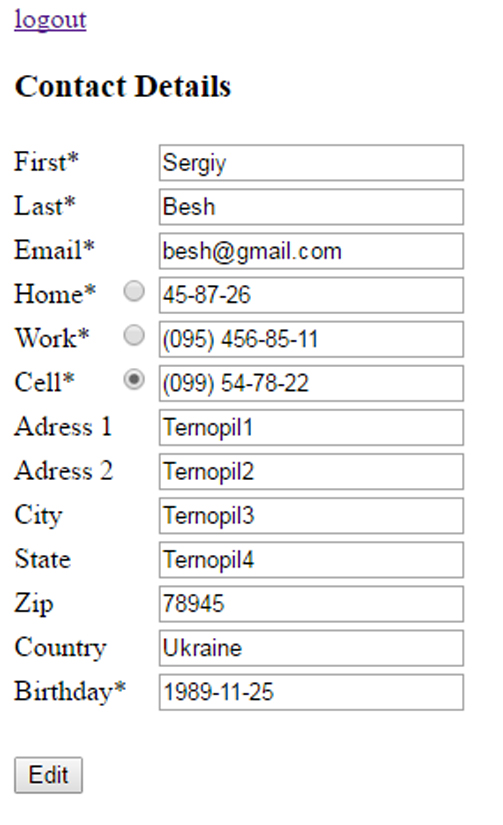 logout
Contact Details
First* Sergiy
Last* Besh
Email* besh@gmail.com
Home* 45-87-26
Work* (095) 456-85-11
Cell* (099) 54-78-22
Adress 1 Ternopil1
Adress 2 Ternopil2
City Ternopil3
State Ternopil4
Zip 78945
Country Ukraine
Birthday* 1989-11-25
Edit